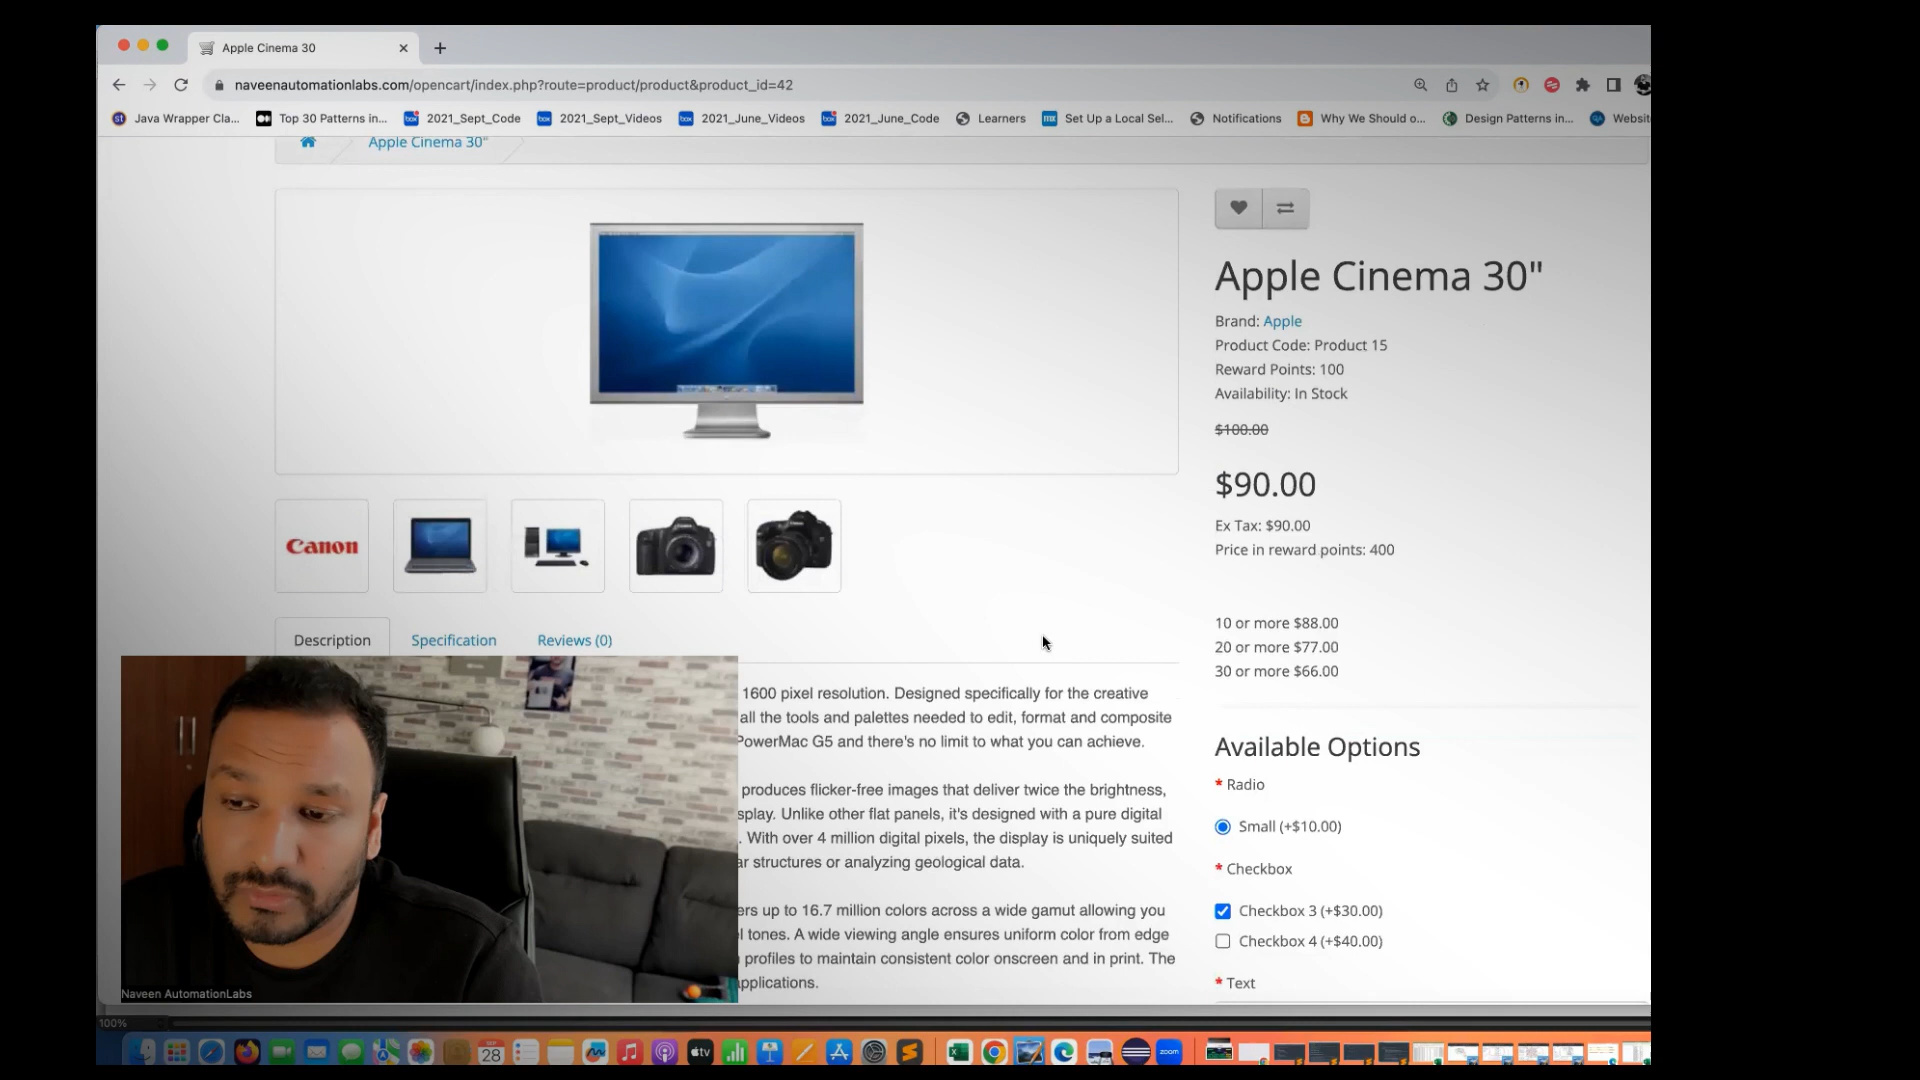 Apple Cinema 30
naveenautomationlabs.com/opencart/index.php?route=product/product&product_id=42
Java Wrapper Cla...
Top 30 Patterns in...
2021_Sept_Code
2021_Sept_Videos
2021_June_Videos
2021_June_Code
Learners
Set Up a Local Sel...
Notifications
Why We Should o...
Design Patterns in...
Websit
Apple Cinema 30"
Canon
Description
Specification
Reviews (0)
1600 pixel resolution. Designed specifically for the creative
all the tools and palettes needed to edit, format and composite
PowerMac G5 and there's no limit to what you can achieve.
produces flicker-free images that deliver twice the brightness,
splay. Unlike other flat panels, it's designed with a pure digital
. With over 4 million digital pixels, the display is uniquely suited
ar structures or analyzing geological data.
ers up to 16.7 million colors across a wide gamut allowing you
l tones. A wide viewing angle ensures uniform color from edge
profiles to maintain consistent color onscreen and in print. The
applications.
Apple Cinema 30"
Brand: Apple
Product Code: Product 15
Reward Points: 100
Availability: In Stock
$100.00
$90.00
Ex Tax: $90.00
Price in reward points: 400
10 or more $88.00
20 or more $77.00
30 or more $66.00
Available Options
* Radio
Small (+$10.00)
* Checkbox
Checkbox 3 (+$30.00)
Checkbox 4 (+$40.00)
* Text
Naveen AutomationLabs
100%
SEP
28
tv
zoom